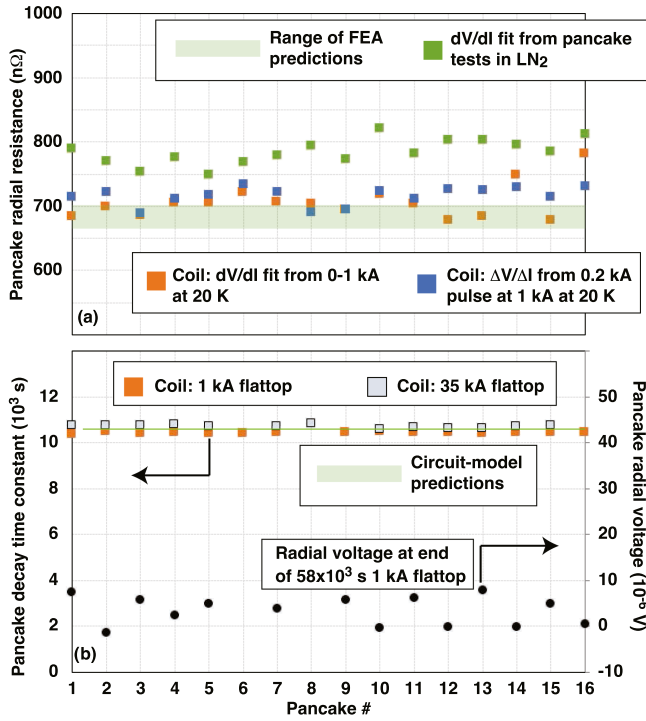 1000
900
800
700
600
Pancake radial resistance (nΩ)
Range of FEA
predictions
dV/dI fit from pancake
tests in LN2
Coil: dV/dI fit from 0-1 kA
at 20 K
Coil: ΔV/ΔI from 0.2 kA
pulse at 1 kA at 20 K
(a)
12
10
8
6
4
2
0
Pancake decay time constant (10³ s)
Coil: 1 kA flattop
Coil: 35 kA flattop
Circuit-model
predictions
Radial voltage at end
of 58x10³ s 1 kA flattop
(b)
50
40
30
20
10
0
-10
Pancake radial voltage (10⁻⁶ V)
1 2 3 4 5 6 7 8 9 10 11 12 13 14 15 16
Pancake #